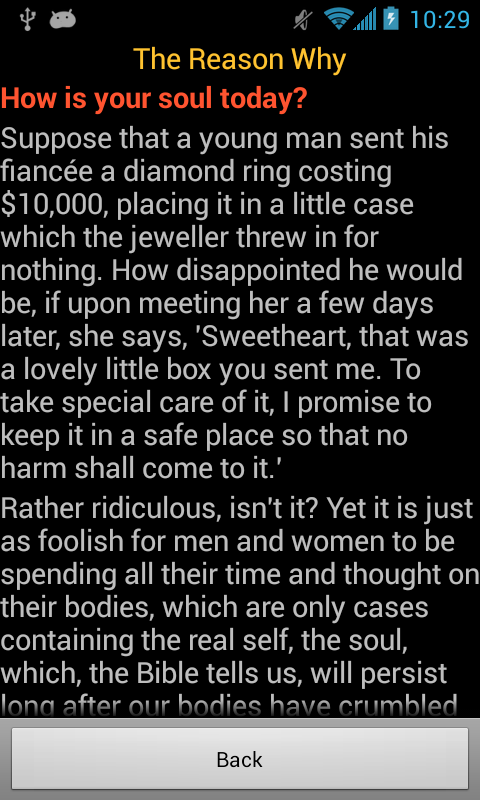 10:29
The Reason Why
How is your soul today?
Suppose that a young man sent his
fiancée a diamond ring costing
$10,000, placing it in a little case
which the jeweller threw in for
nothing. How disappointed he would
be, if upon meeting her a few days
later, she says, 'Sweetheart, that was
a lovely little box you sent me. To
take special care of it, I promise to
keep it in a safe place so that no
harm shall come to it.'
Rather ridiculous, isn't it? Yet it is just
as foolish for men and women to be
spending all their time and thought on
their bodies, which are only cases
containing the real self, the soul,
which, the Bible tells us, will persist
long after our bodies have crumbled
Back